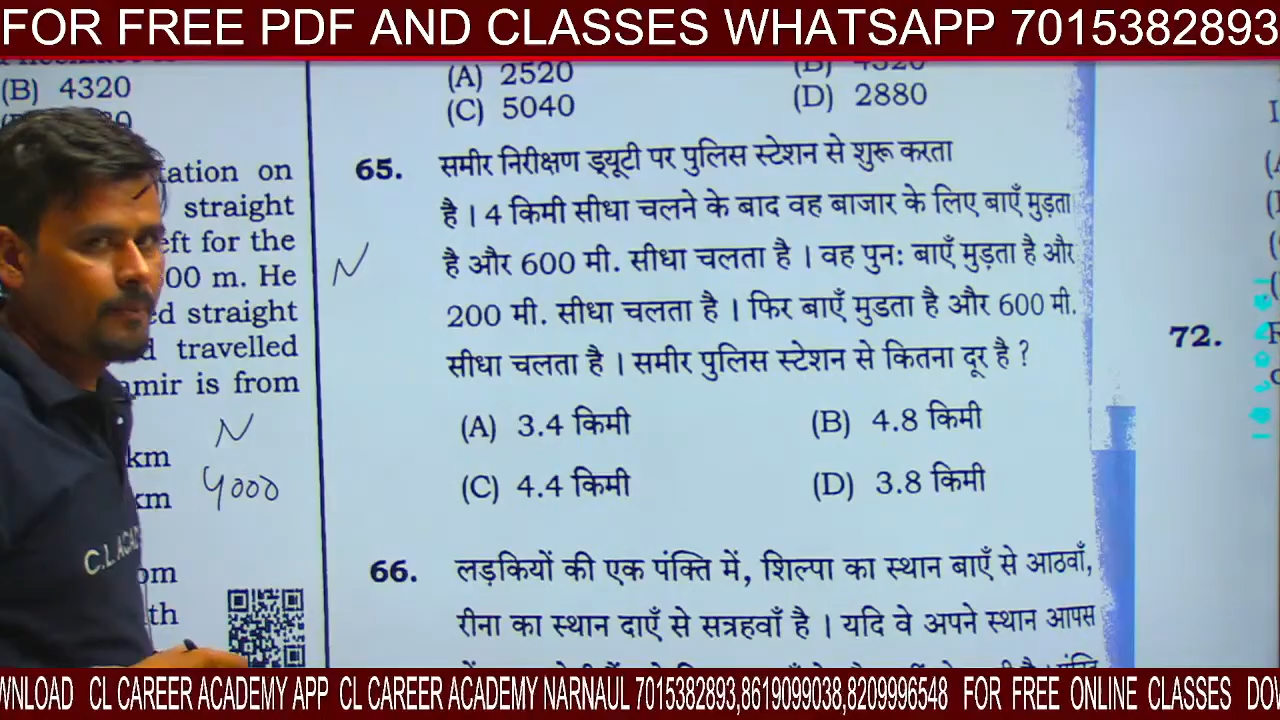 FOR FREE PDF AND CLASSES WHATSAPP 7015382893
(B) 4320
ation on
straight
eft for the
00 m. He
ed straight
travelled
amir is from
km
km
N
4000
om
th
C.L. ACAD
(A) 2520
(B) 4320
(C) 5040
(D) 2880
65. समीर निरीक्षण ड्यूटी पर पुलिस स्टेशन से शुरू करता
है । 4 किमी सीधा चलने के बाद वह बाजार के लिए बाएँ मुड़ता
है और 600 मी. सीधा चलता है । वह पुन: बाएँ मुड़ता है और
200 मी. सीधा चलता है । फिर बाएँ मुडता है और 600 मी.
सीधा चलता है । समीर पुलिस स्टेशन से कितना दूर है ?
N
(A) 3.4 किमी
(B) 4.8 किमी
(C) 4.4 किमी
(D) 3.8 किमी
66. लड़कियों की एक पंक्ति में, शिल्पा का स्थान बाएँ से आठवाँ,
रीना का स्थान दाएँ से सत्रहवाँ है । यदि वे अपने स्थान आपस
72.
WNLOAD CL CAREER ACADEMY APP CL CAREER ACADEMY NARNAUL 7015382893,8619099038,8209996548 FOR FREE ONLINE CLASSES DO